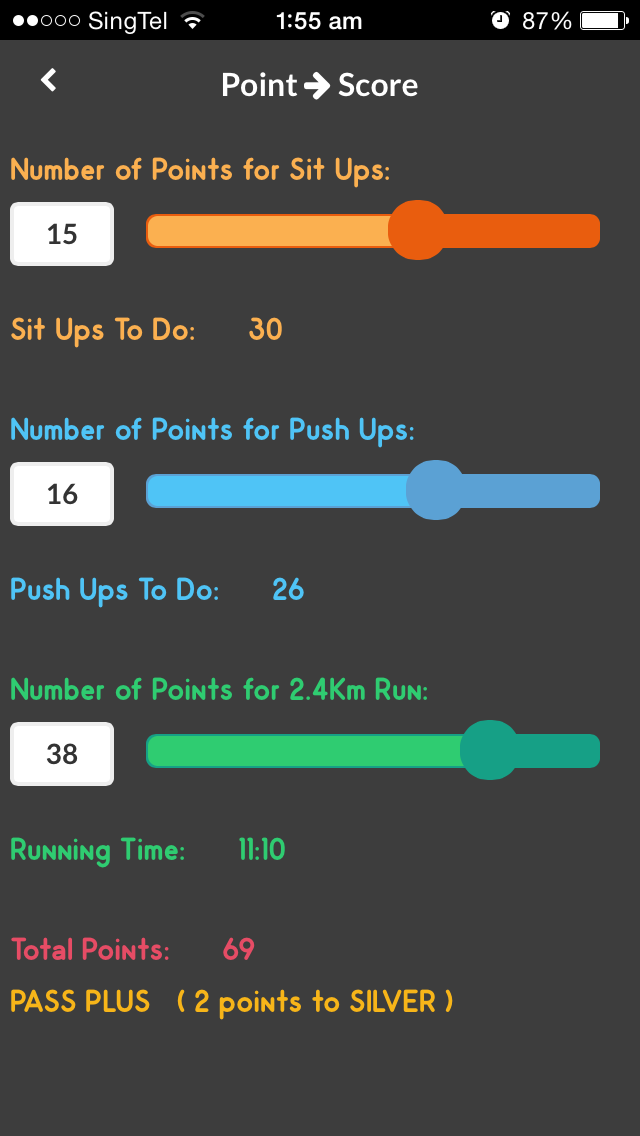 SingTel 1:55 am 87%
Point Score
Number of Points for Sit Ups:
15
Sit Ups To Do: 30
Number of Points for Push Ups:
16
Push Ups To Do: 26
Number of Points for 2.4Km Run:
38
Running Time: 11:10
Total Points: 69
PASS PLUS ( 2 points to SILVER )